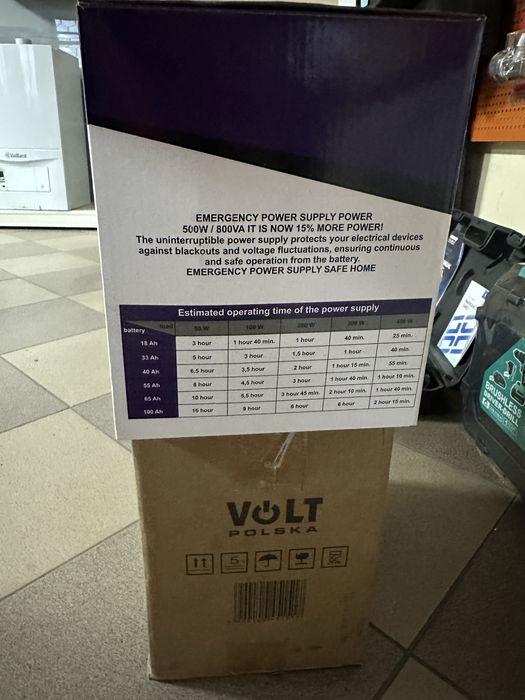 Vaillant
EMERGENCY POWER SUPPLY POWER
500W / 800VA IT IS NOW 15% MORE POWER!
The uninterruptible power supply protects your electrical devices
against blackouts and voltage fluctuations, ensuring continuous
and safe operation from the battery.
EMERGENCY POWER SUPPLY SAFE HOME
Estimated operating time of the power supply
battery load 50 W 100 W 200 W 300 W
18 Ah 3 hour 1 hour 40 min. 1 hour 40 min. 25 min.
33 Ah 5 hour 3 hour 1,5 hour 1 hour 40 min.
40 Ah 6,5 hour 3,5 hour 2 hour 1 hour 15 min. 55 min.
55 Ah 8 hour 4,5 hour 3 hour 1 hour 40 min. 1 hour 10 min.
65 Ah 10 hour 5,5 hour 3 hour 45 min. 2 hour 10 min. 1 hour 40 min.
100 Ah 16 hour 9 hour 6 hour 6 hour 2 hour 15 min.
VOLT
POLSKA
5
BRUSHLESS
DRIVER-DRILL